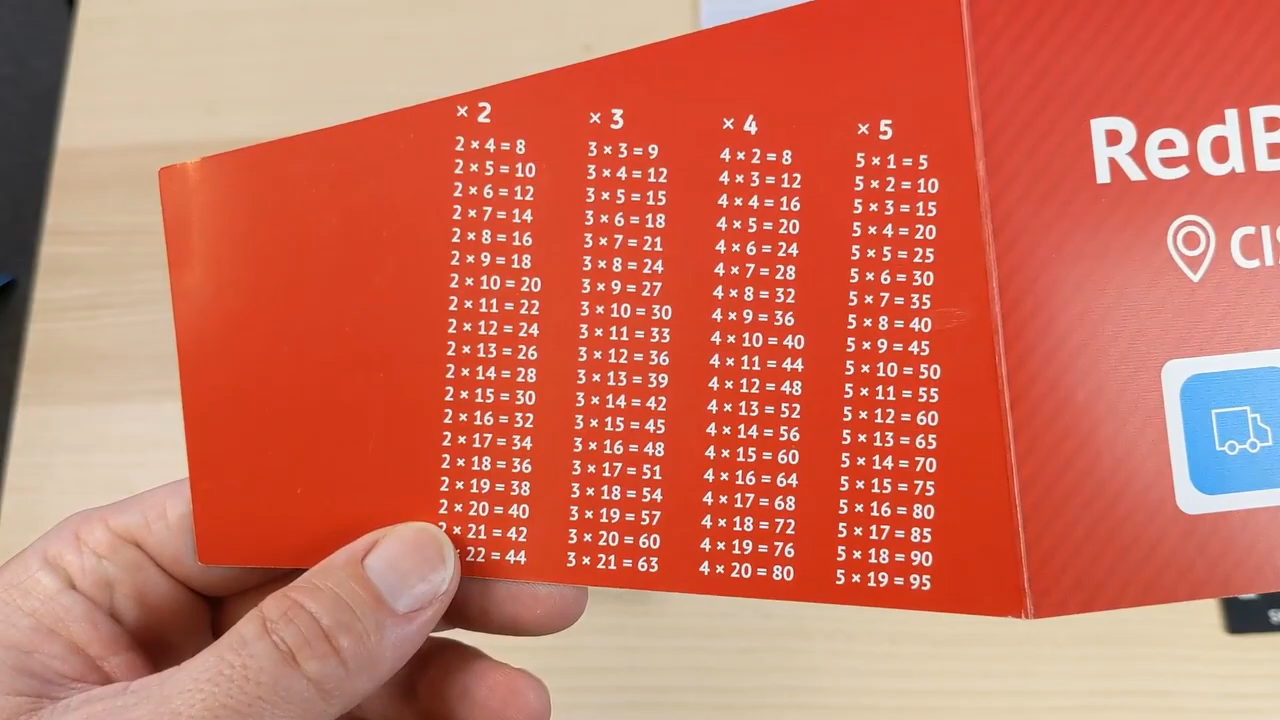 × 2
2 × 4 = 8
2 × 5 = 10
2 × 6 = 12
2 × 7 = 14
2 × 8 = 16
2 × 9 = 18
2 × 10 = 20
2 × 11 = 22
2 × 12 = 24
2 × 13 = 26
2 × 14 = 28
2 × 15 = 30
2 × 16 = 32
2 × 17 = 34
2 × 18 = 36
2 × 19 = 38
2 × 20 = 40
2 × 21 = 42
× 22 = 44
× 3
3 × 3 = 9
3 × 4 = 12
3 × 5 = 15
3 × 6 = 18
3 × 7 = 21
3 × 8 = 24
3 × 9 = 27
3 × 10 = 30
3 × 11 = 33
3 × 12 = 36
3 × 13 = 39
3 × 14 = 42
3 × 15 = 45
3 × 16 = 48
3 × 17 = 51
3 × 18 = 54
3 × 19 = 57
3 × 20 = 60
3 × 21 = 63
× 4
4 × 2 = 8
4 × 3 = 12
4 × 4 = 16
4 × 5 = 20
4 × 6 = 24
4 × 7 = 28
4 × 8 = 32
4 × 9 = 36
4 × 10 = 40
4 × 11 = 44
4 × 12 = 48
4 × 13 = 52
4 × 14 = 56
4 × 15 = 60
4 × 16 = 64
4 × 17 = 68
4 × 18 = 72
4 × 19 = 76
4 × 20 = 80
× 5
5 × 1 = 5
5 × 2 = 10
5 × 3 = 15
5 × 4 = 20
5 × 5 = 25
5 × 6 = 30
5 × 7 = 35
5 × 8 = 40
5 × 9 = 45
5 × 10 = 50
5 × 11 = 55
5 × 12 = 60
5 × 13 = 65
5 × 14 = 70
5 × 15 = 75
5 × 16 = 80
5 × 17 = 85
5 × 18 = 90
5 × 19 = 95
RedB